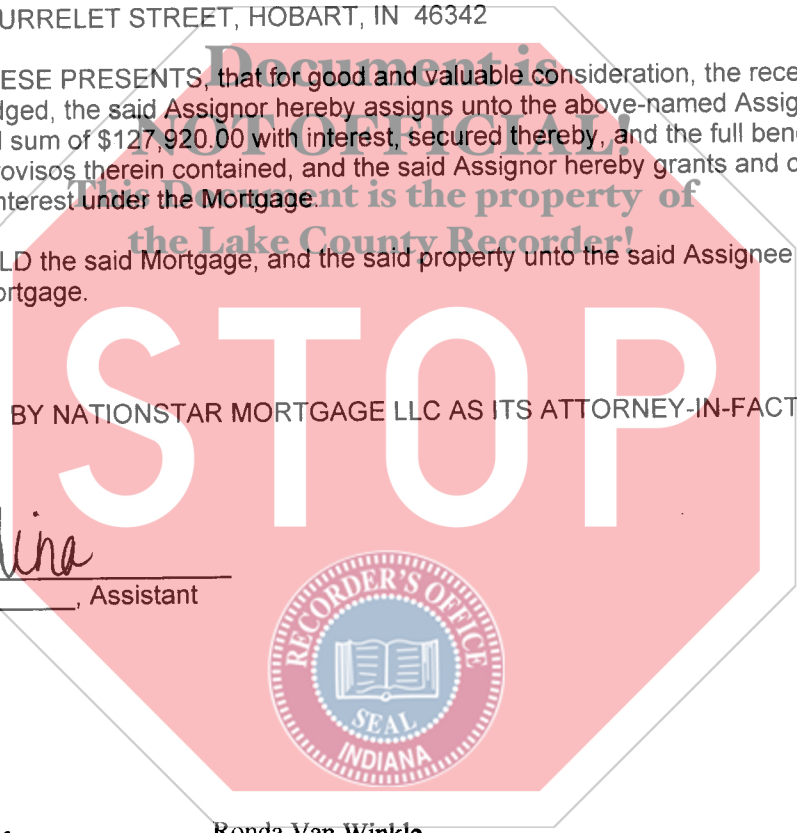 URRELET STREET, HOBART, IN 46342
Document is
ESE PRESENTS, that for good and valuable consideration, the rece
dged, the said Assignor hereby assigns unto the above-named Assig
NOT OFFICIAL!
sum of $127,920.00 with interest, secured thereby, and the full ben
rovisos therein contained, and the said Assignor hereby grants and c
This Document is the property of
nterest under the Mortgage.
the Lake County Recorder!
LD the said Mortgage, and the said property unto the said Assignee
ortgage.
STOP
BY NATIONSTAR MORTGAGE LLC AS ITS ATTORNEY-IN-FACT
, Assistant
RECORDER'S OFFICE
SEAL
INDIANA
Ronda Van Winkle